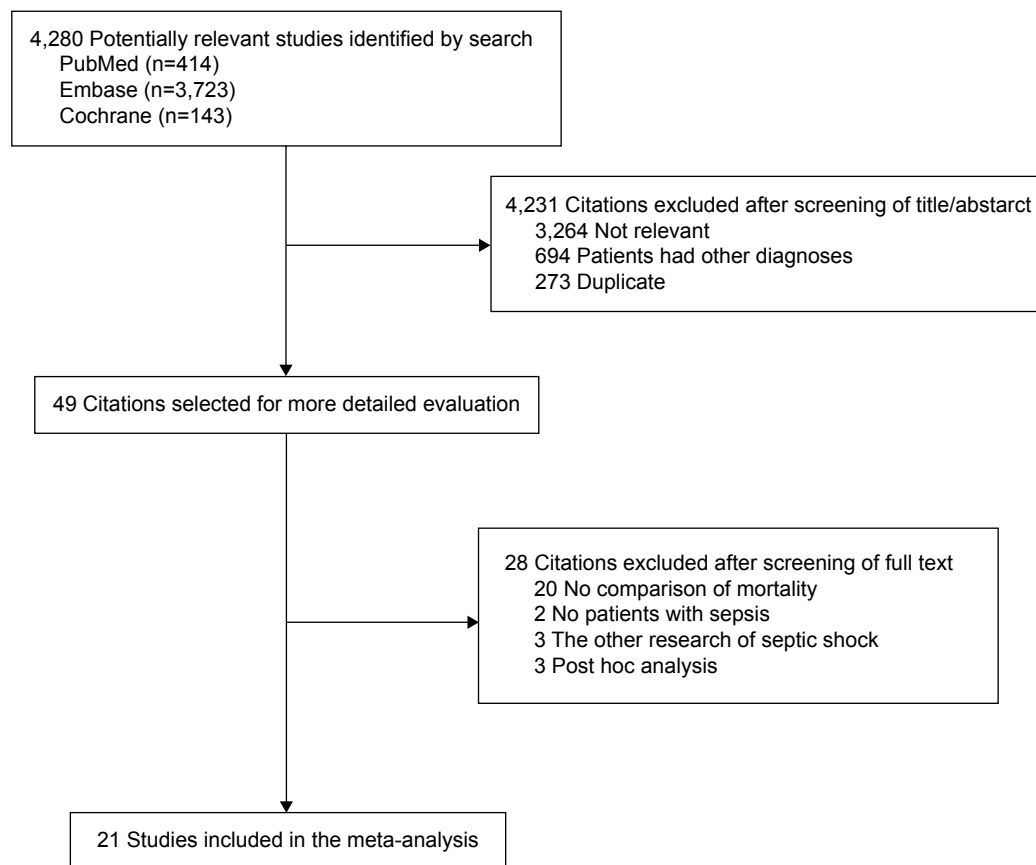 4,280 Potentially relevant studies identified by search
PubMed (n=414)
Embase (n=3,723)
Cochrane (n=143)
4,231 Citations excluded after screening of title/abstarct
3,264 Not relevant
694 Patients had other diagnoses
273 Duplicate
49 Citations selected for more detailed evaluation
28 Citations excluded after screening of full text
20 No comparison of mortality
2 No patients with sepsis
3 The other research of septic shock
3 Post hoc analysis
21 Studies included in the meta-analysis